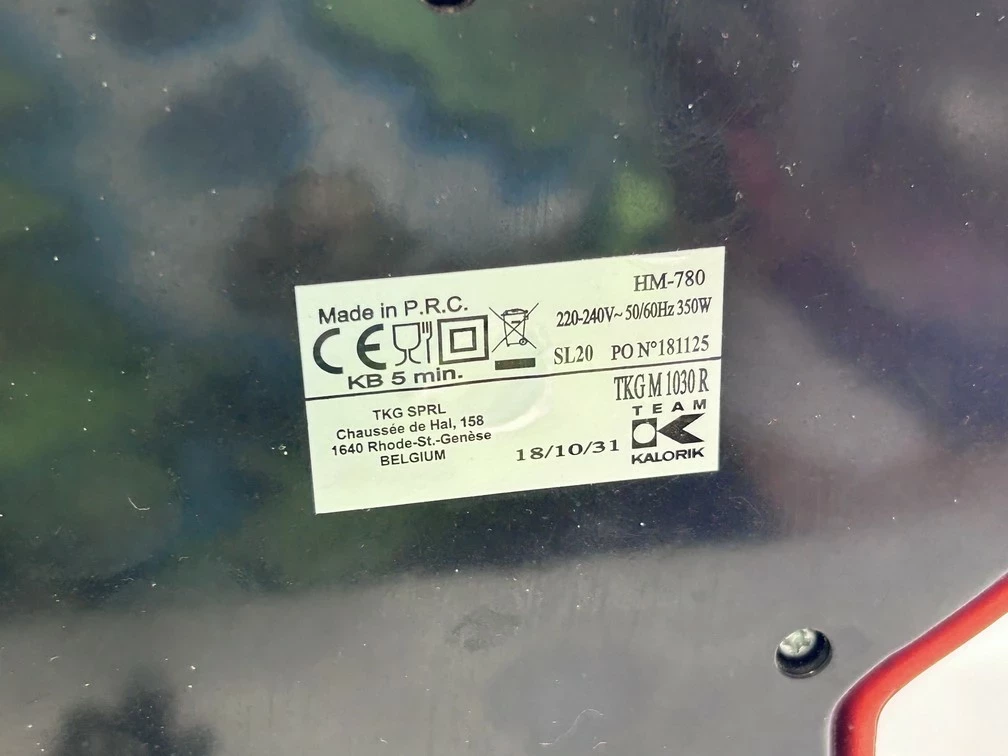 Made in P.R.C.
CE
KB 5 min.
HM-780
220-240V~ 50/60Hz 350W
SL20 PO N°181125
TKG SPRL
Chaussée de Hal, 158
1640 Rhode-St.-Genèse
BELGIUM
18/10/31
TKG M 1030 R
TEAM
K
KALORIK